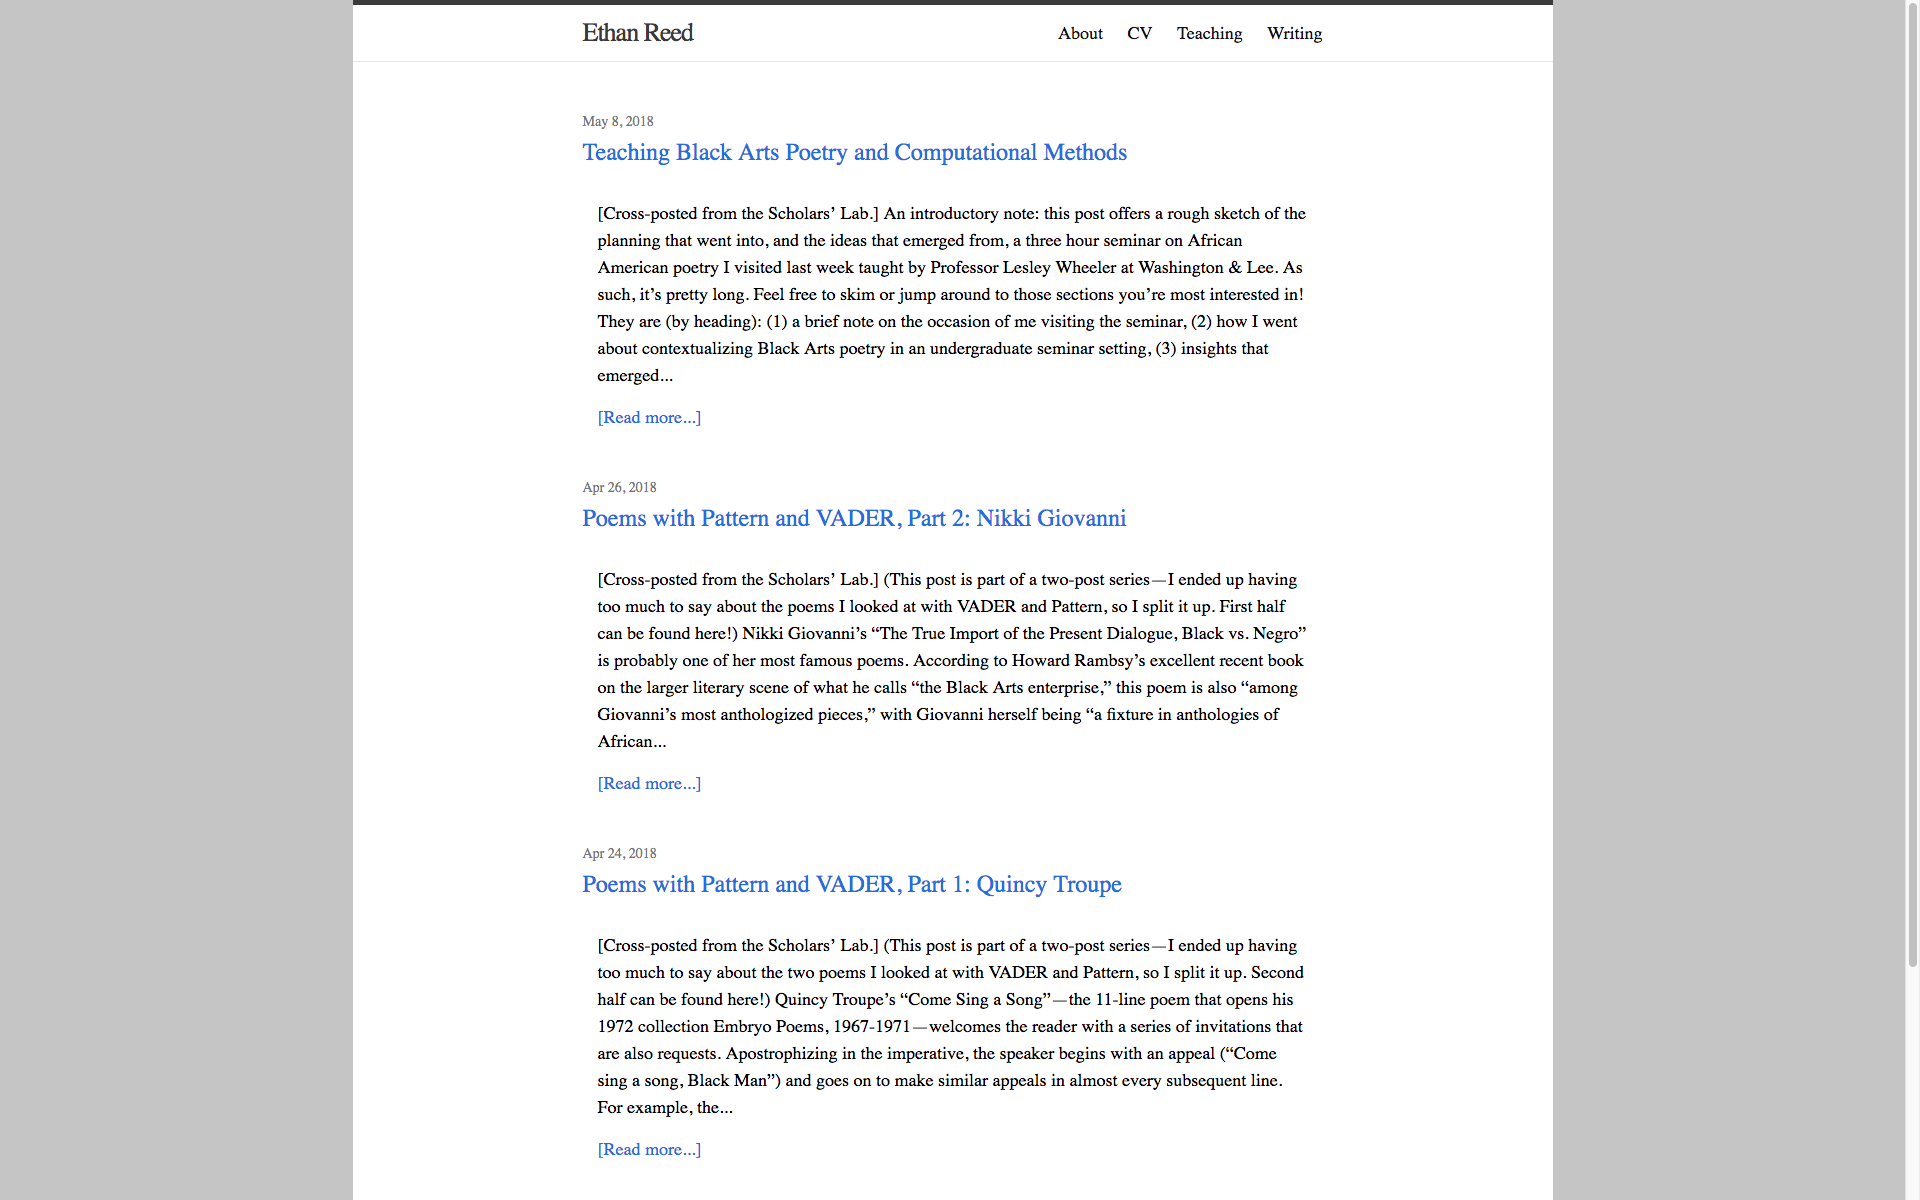 Ethan Reed
About CV Teaching Writing
May 8, 2018
Teaching Black Arts Poetry and Computational Methods
[Cross-posted from the Scholars’ Lab.] An introductory note: this post offers a rough sketch of the
planning that went into, and the ideas that emerged from, a three hour seminar on African
American poetry I visited last week taught by Professor Lesley Wheeler at Washington & Lee. As
such, it’s pretty long. Feel free to skim or jump around to those sections you’re most interested in!
They are (by heading): (1) a brief note on the occasion of me visiting the seminar, (2) how I went
about contextualizing Black Arts poetry in an undergraduate seminar setting, (3) insights that
emerged...
[Read more...]
Apr 26, 2018
Poems with Pattern and VADER, Part 2: Nikki Giovanni
[Cross-posted from the Scholars’ Lab.] (This post is part of a two-post series—I ended up having
too much to say about the poems I looked at with VADER and Pattern, so I split it up. First half
can be found here!) Nikki Giovanni’s “The True Import of the Present Dialogue, Black vs. Negro”
is probably one of her most famous poems. According to Howard Rambsy’s excellent recent book
on the larger literary scene of what he calls “the Black Arts enterprise,” this poem is also “among
Giovanni’s most anthologized pieces,” with Giovanni herself being “a fixture in anthologies of
African...
[Read more...]
Apr 24, 2018
Poems with Pattern and VADER, Part 1: Quincy Troupe
[Cross-posted from the Scholars’ Lab.] (This post is part of a two-post series—I ended up having
too much to say about the two poems I looked at with VADER and Pattern, so I split it up. Second
half can be found here!) Quincy Troupe’s “Come Sing a Song”—the 11-line poem that opens his
1972 collection Embryo Poems, 1967-1971—welcomes the reader with a series of invitations that
are also requests. Apostrophizing in the imperative, the speaker begins with an appeal (“Come
sing a song, Black Man”) and goes on to make similar appeals in almost every subsequent line.
For example, the...
[Read more...]